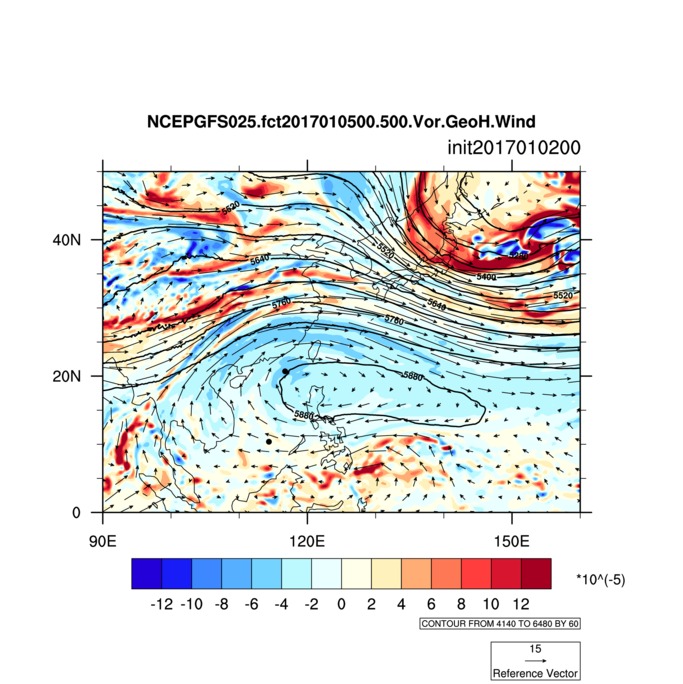 NCEPGFS025.fct2017010500.500.Vor.GeoH.Wind
init2017010200
5520
40N
5520
5640
5400
5520
5760
5640
5760
20N
5880
5880
0
90E 120E 150E
-12 -10 -8 -6 -4 -2 0 2 4 6 8 10 12
*10^(-5)
CONTOUR FROM 4140 TO 6480 BY 60
15
Reference Vector